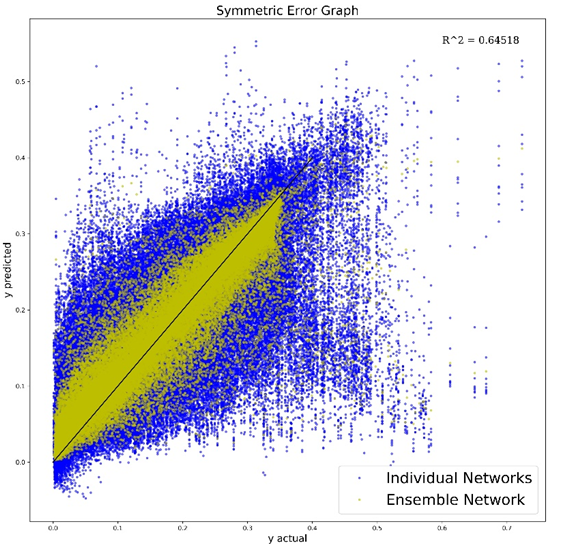 Symmetric Error Graph
R^2 = 0.64518
y predicted
0.5
0.4
0.3
0.2
0.1
0.0
Individual Networks
Ensemble Network
0.0 0.1 0.2 0.3 0.4 0.5 0.6 0.7
y actual